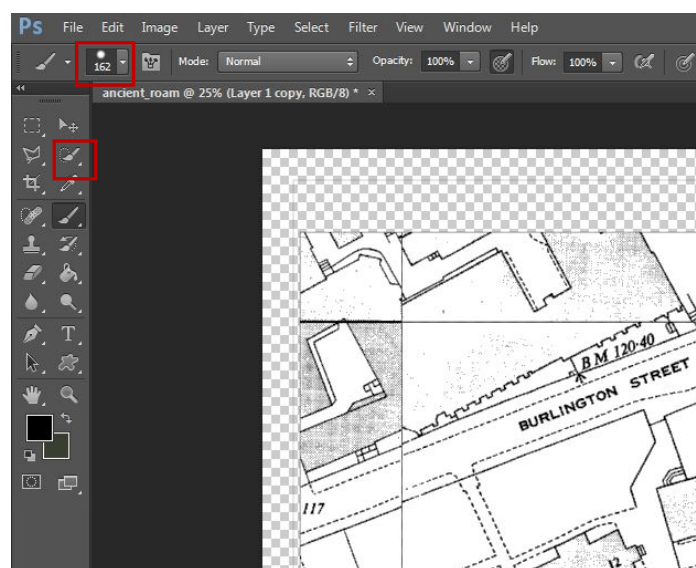 Ps File Edit Image Layer Type Select Filter View Window Help
162 Mode: Normal Opacity: 100% Flow: 100%
ancient_roam @ 25% (Layer 1 copy, RGB/8) * ×
B M 120·40
BURLINGTON STREET
117
12